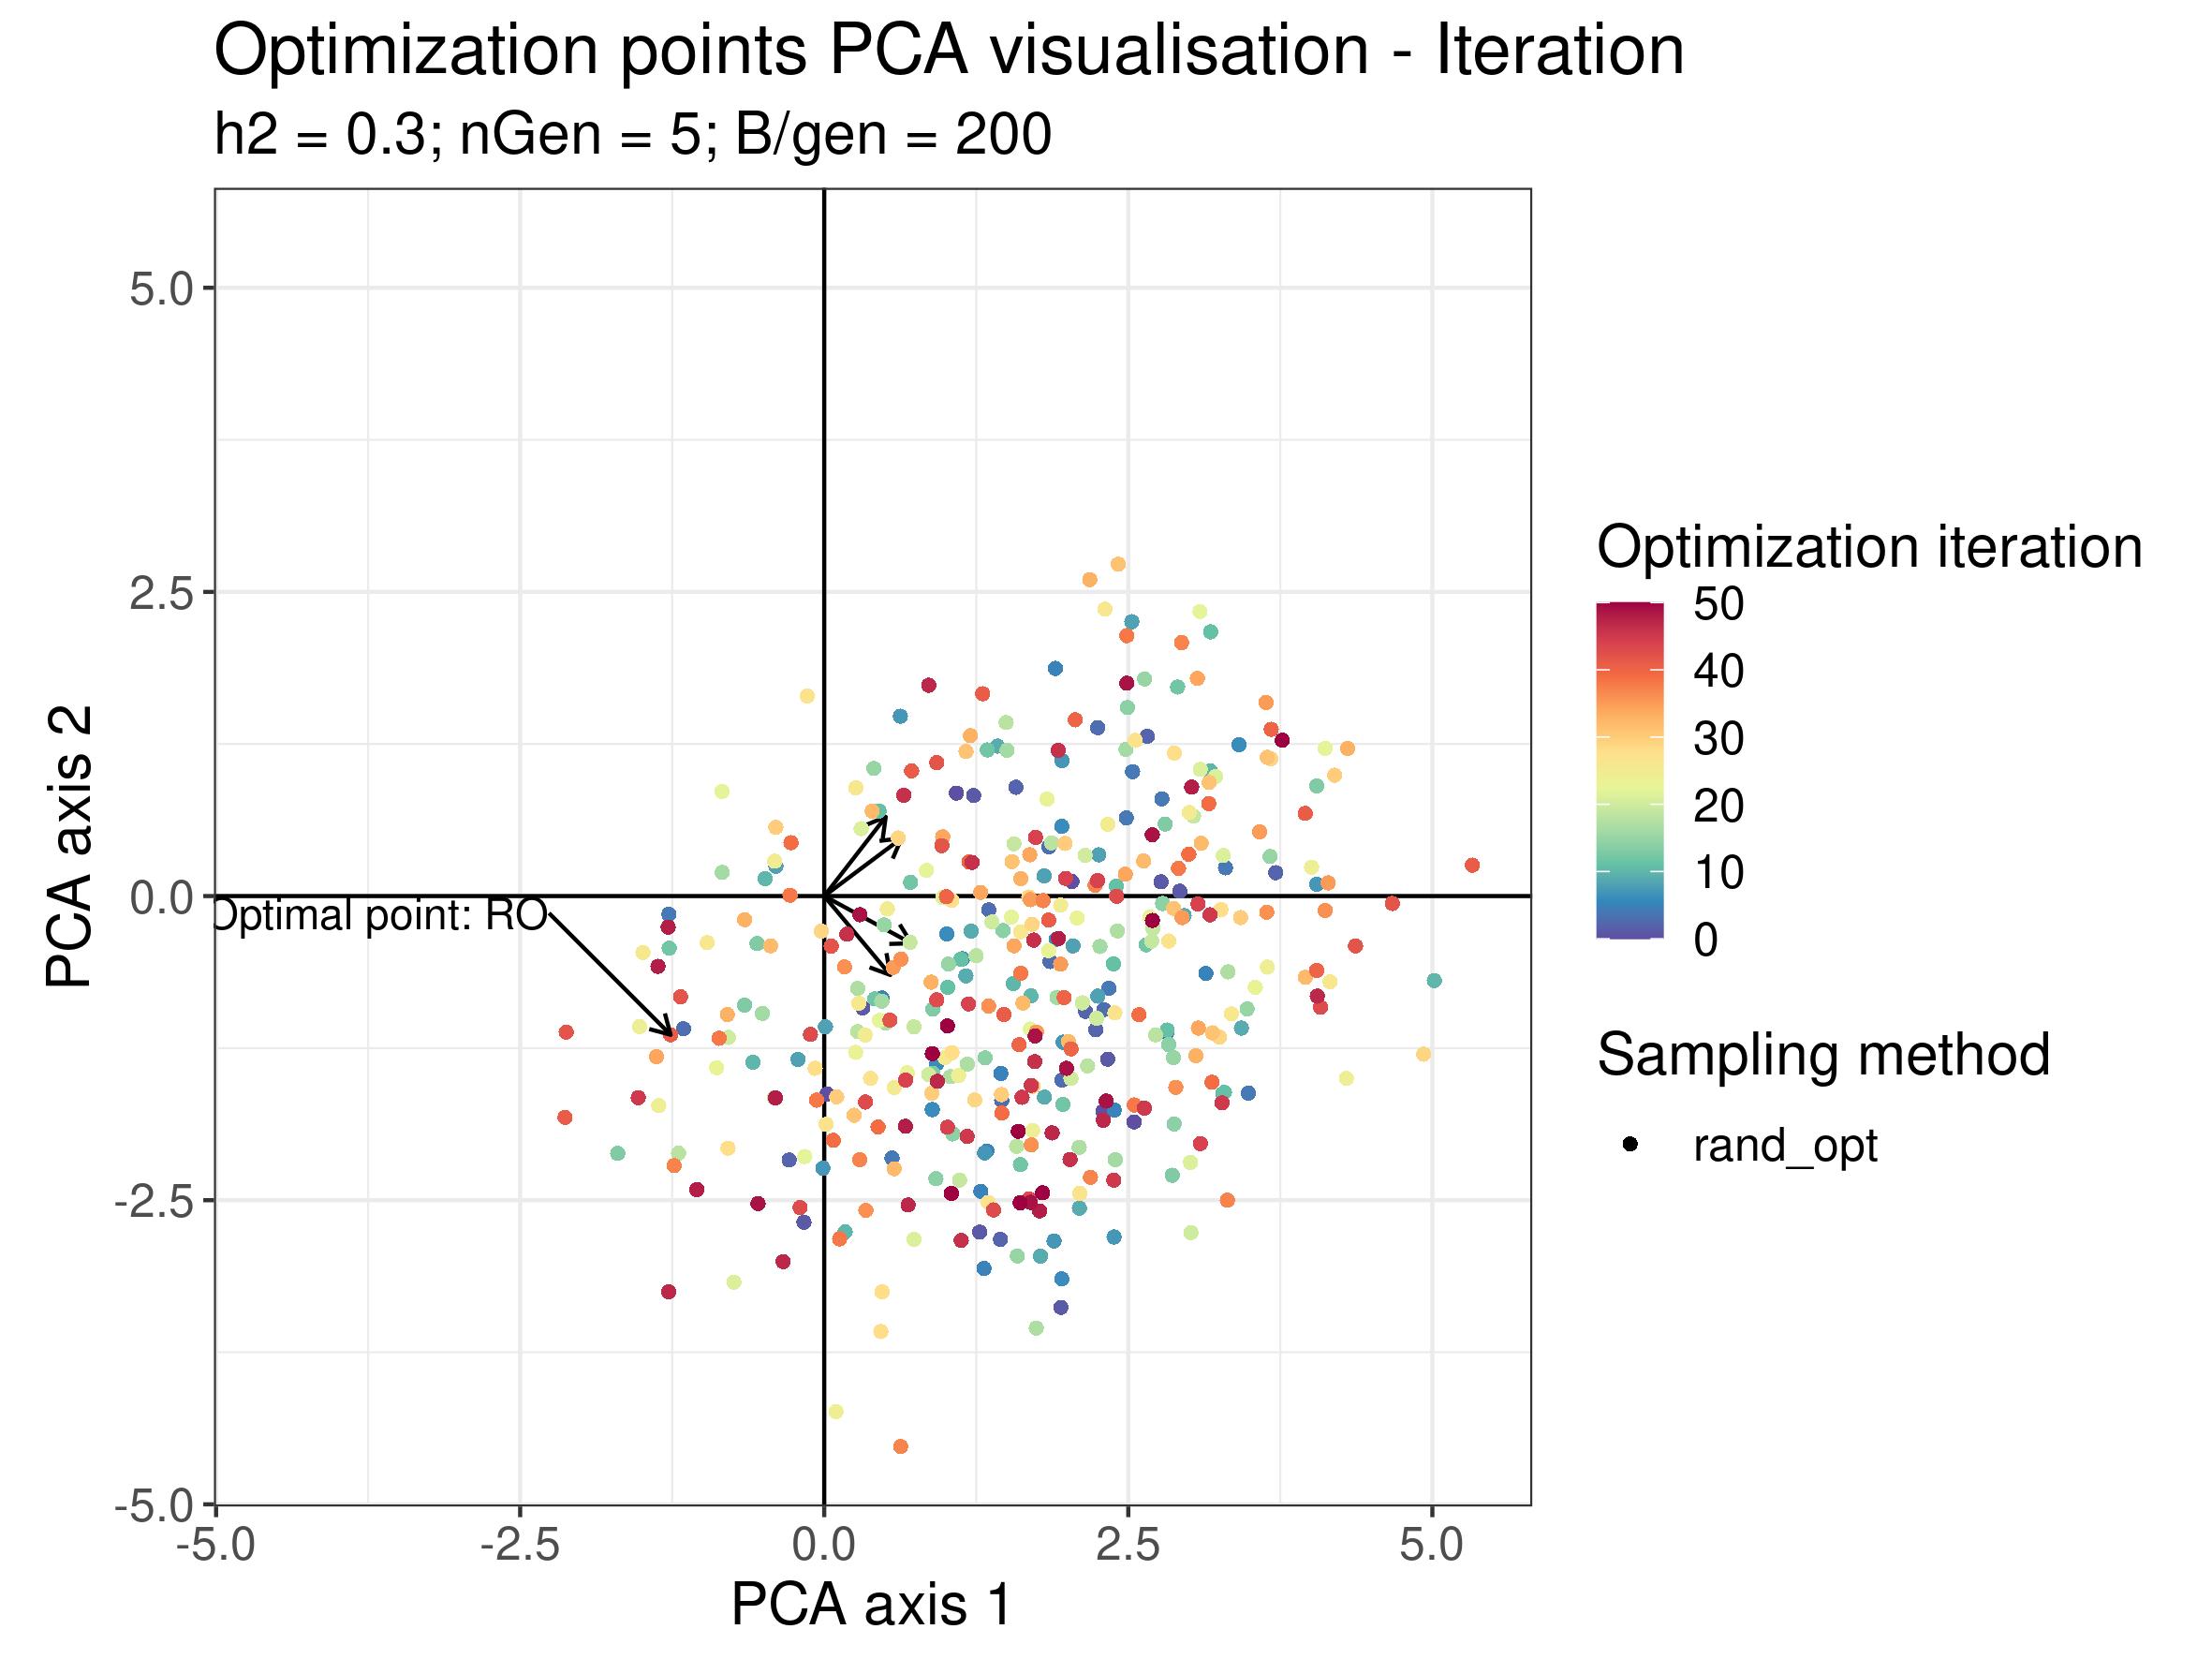 Optimization points PCA visualisation - Iteration
h2 = 0.3; nGen = 5; B/gen = 200
PCA axis 2
5.0
2.5
0.0
-2.5
-5.0
Optimal point: RO
-5.0
-2.5
0.0
2.5
5.0
PCA axis 1
Optimization iteration
50
40
30
20
10
0
Sampling method
rand_opt